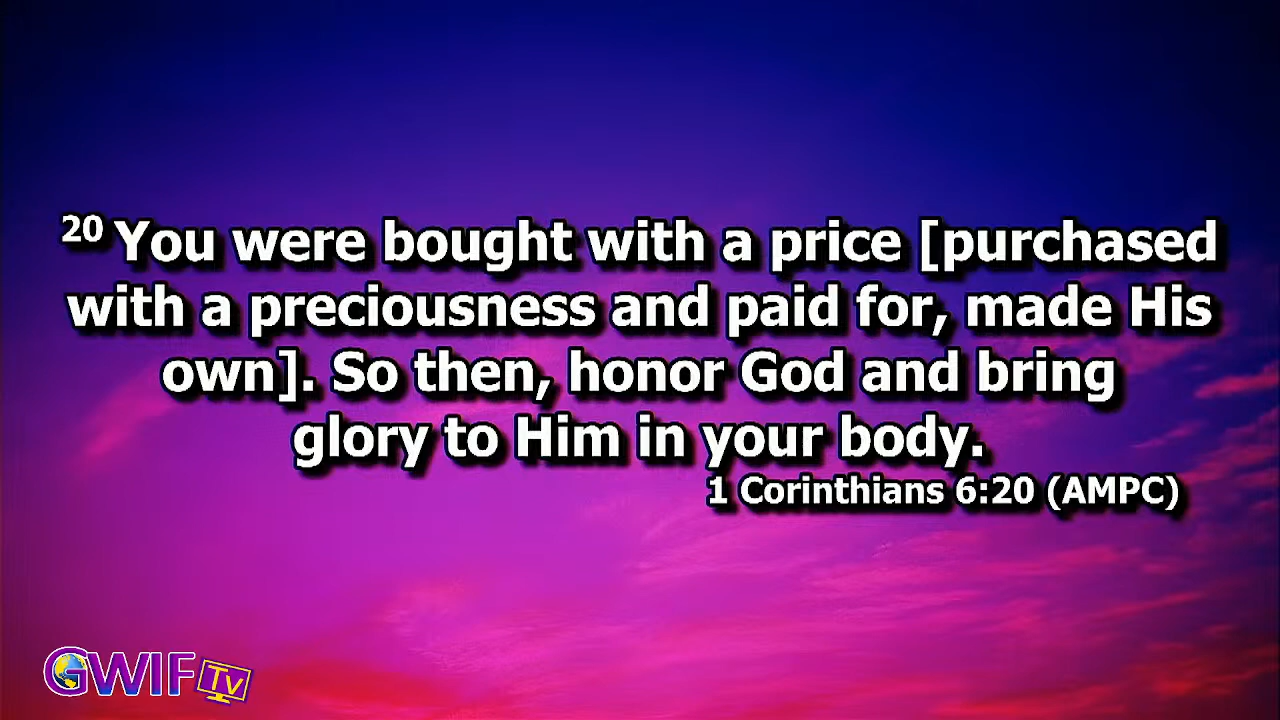 20 You were bought with a price [purchased
with a preciousness and paid for, made His
own]. So then, honor God and bring
glory to Him in your body.
1 Corinthians 6:20 (AMPC)
GWIF Tv